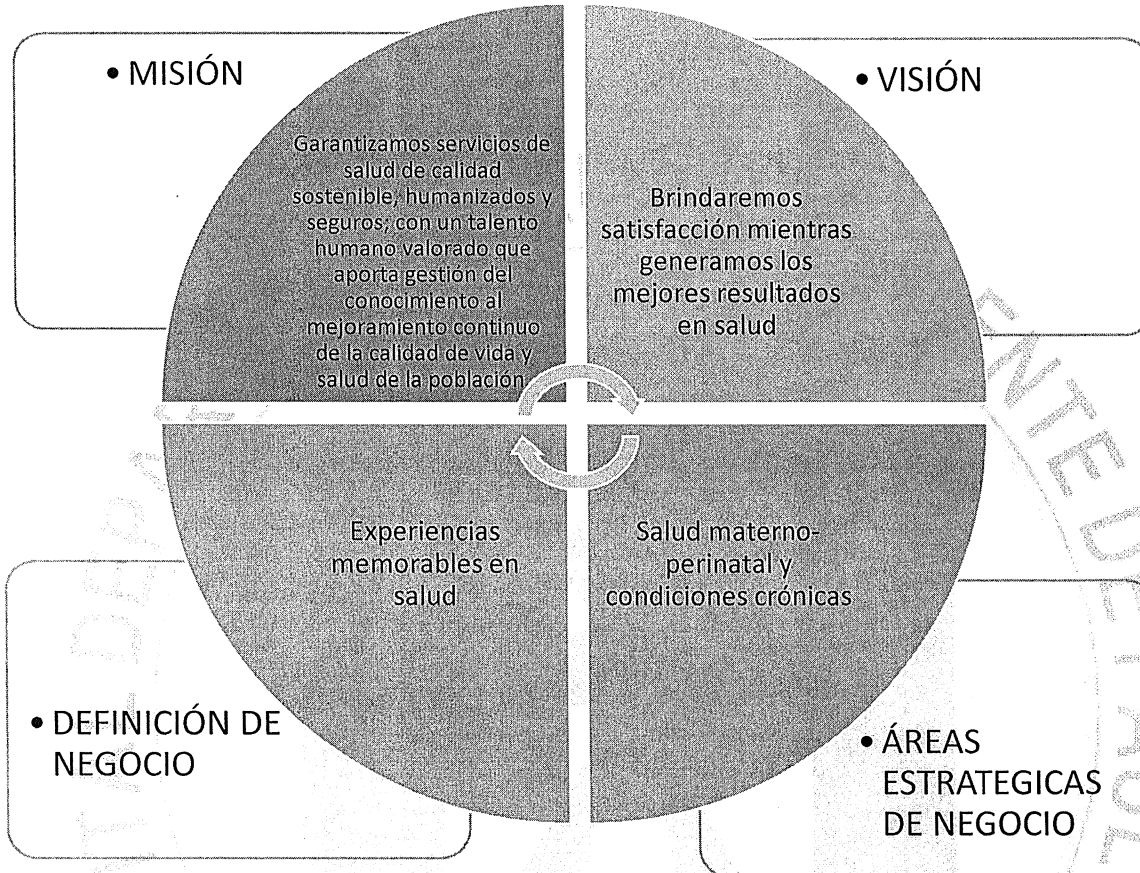 • MISIÓN
Garantizamos servicios de
salud de calidad
sostenible, humanizados y
seguros; con un talento
humano valorado que
aporta gestión del
conocimiento al
mejoramiento continuo
de la calidad de vida y
salud de la población.
• VISIÓN
Brindaremos
satisfacción mientras
generamos los
mejores resultados
en salud
Experiencias
memorables en
salud
• DEFINICIÓN DE
NEGOCIO
Salud materno-
perinatal y
condiciones crónicas
• ÁREAS
ESTRATEGICAS
DE NEGOCIO